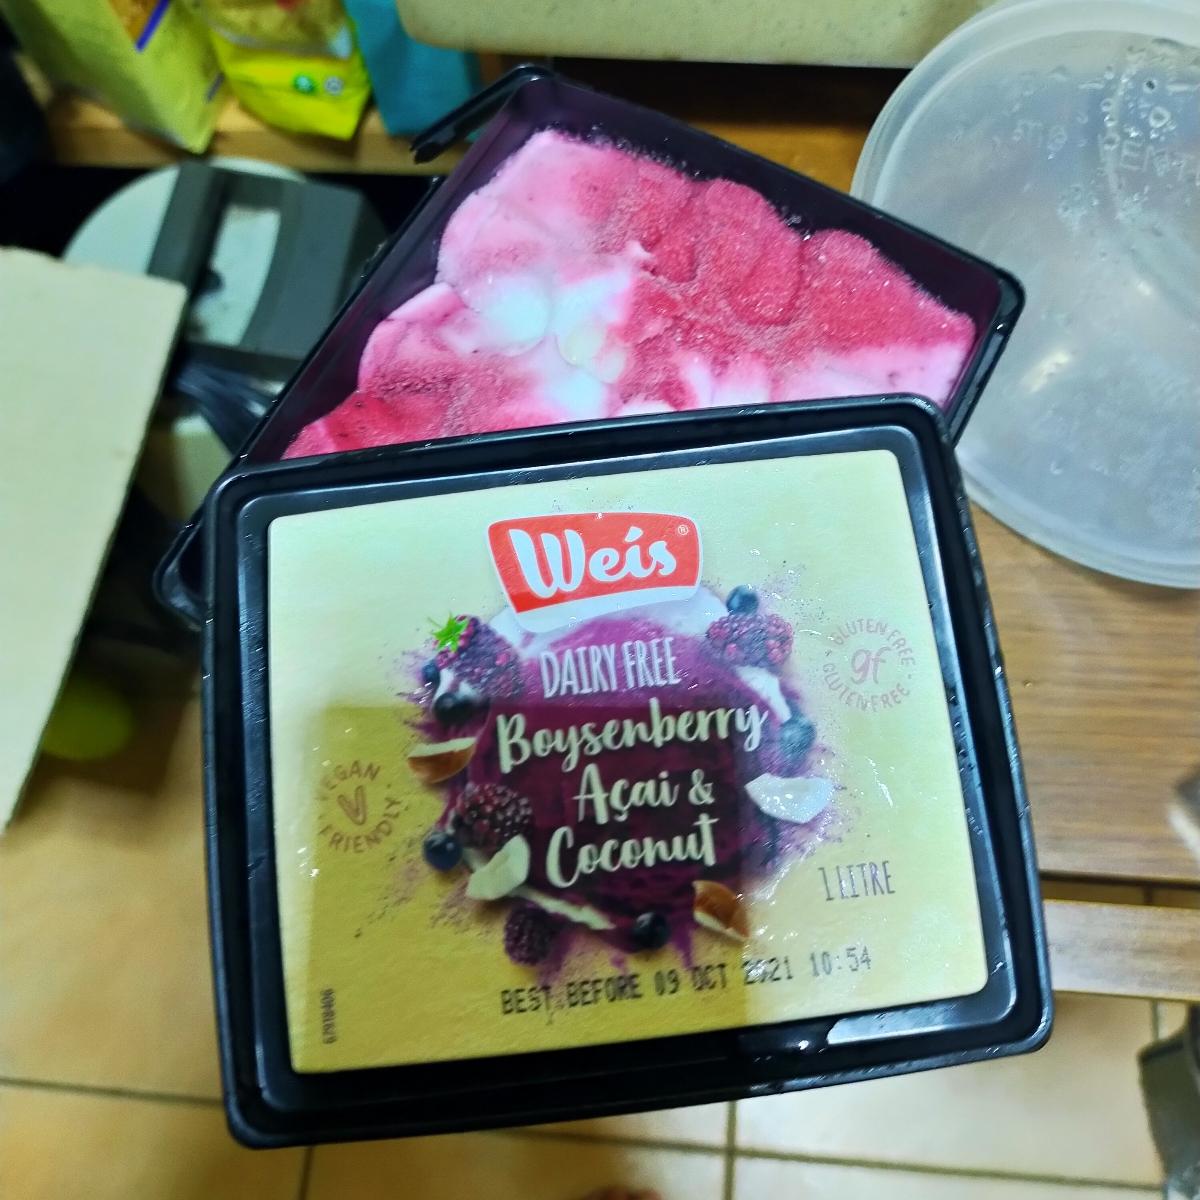 Weis®
DAIRY FREE
Boysenberry
Açai &
Coconut
GLUTEN FREE
gf
GLUTEN FREE
VEGAN
FRIENDLY
1 LITRE
BEST BEFORE 09 OCT 2021 10:54